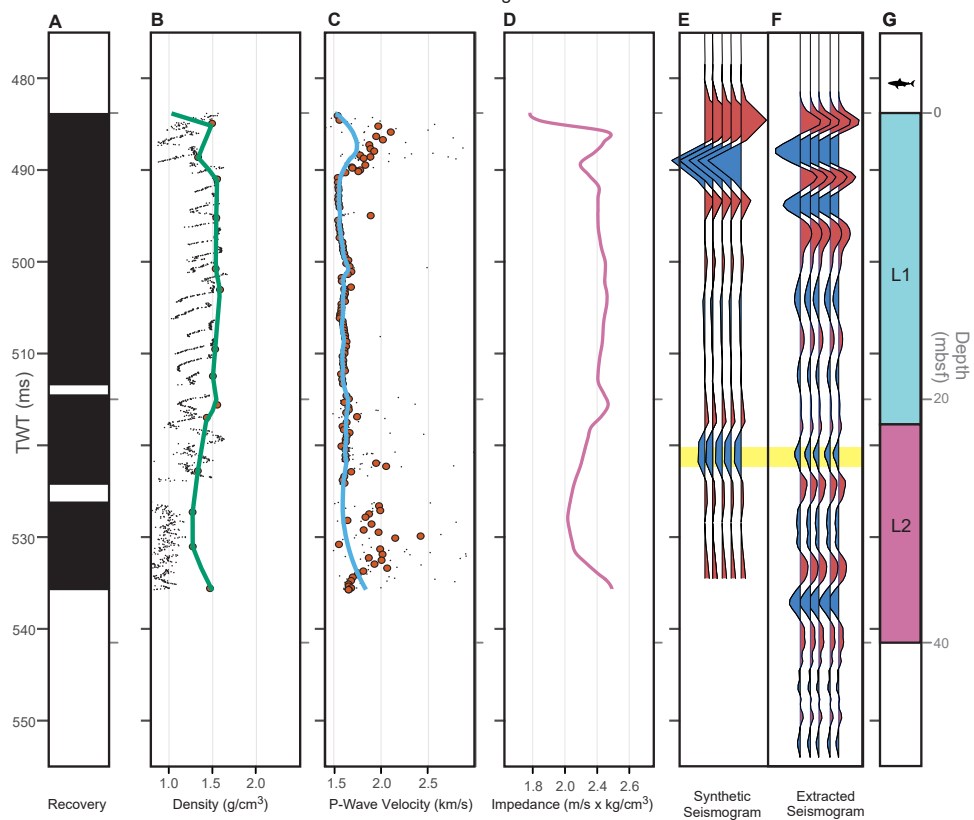 A
B
C
D
E
F
G
480
490
500
510
520
530
540
550
TWT (ms)
L1
L2
0
20
40
Depth
(mbsf)
1.0
1.5
2.0
1.5
2.0
2.5
1.8
2.0
2.4
2.6
Recovery
Density (g/cm³)
P-Wave Velocity (km/s)
Impedance (m/s x kg/cm³)
Synthetic
Seismogram
Extracted
Seismogram